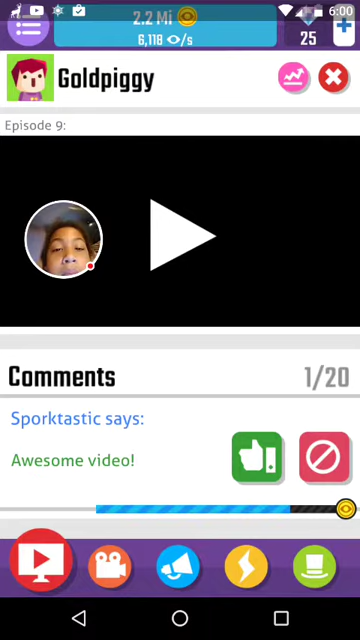 6:00
2.2 Mi
6,118 /s
25
Goldpiggy
Episode 9:
Comments
1/20
Sporktastic says:
Awesome video!